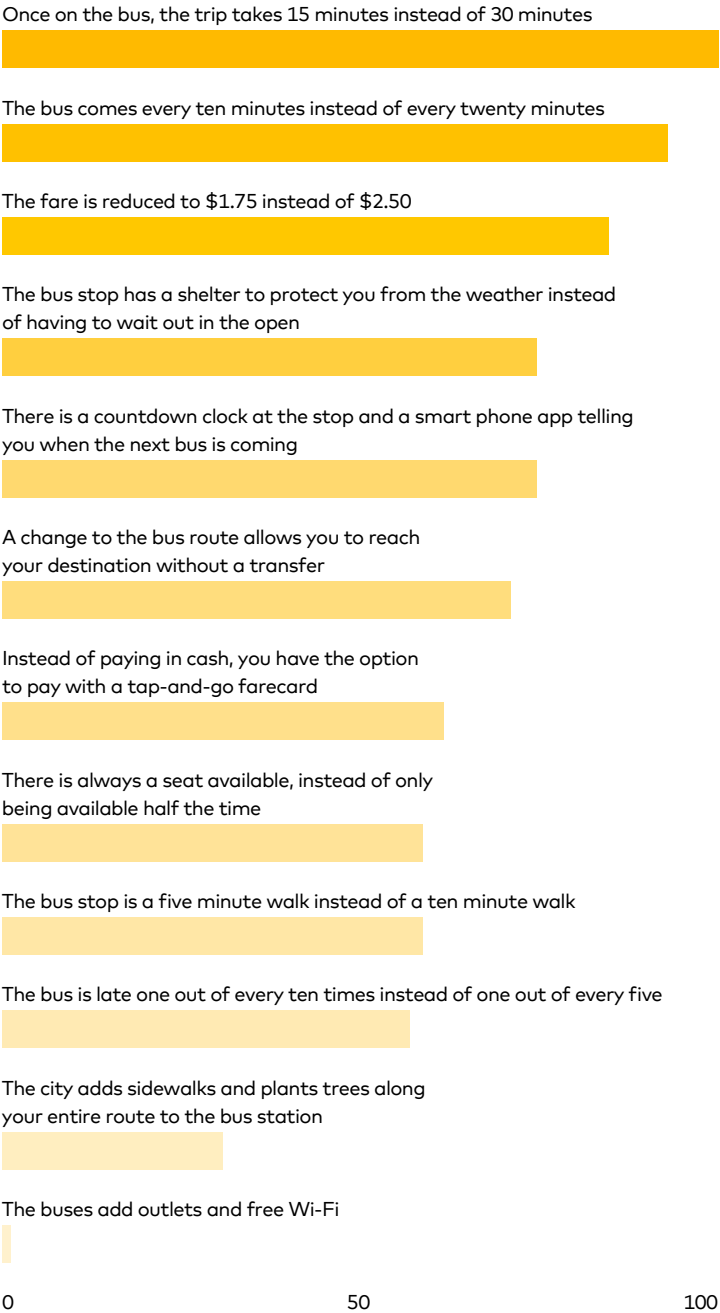 Once on the bus, the trip takes 15 minutes instead of 30 minutes
The bus comes every ten minutes instead of every twenty minutes
The fare is reduced to $1.75 instead of $2.50
The bus stop has a shelter to protect you from the weather instead
of having to wait out in the open
There is a countdown clock at the stop and a smart phone app telling
you when the next bus is coming
A change to the bus route allows you to reach
your destination without a transfer
Instead of paying in cash, you have the option
to pay with a tap-and-go farecard
There is always a seat available, instead of only
being available half the time
The bus stop is a five minute walk instead of a ten minute walk
The bus is late one out of every ten times instead of one out of every five
The city adds sidewalks and plants trees along
your entire route to the bus station
The buses add outlets and free Wi-Fi
0 50 100